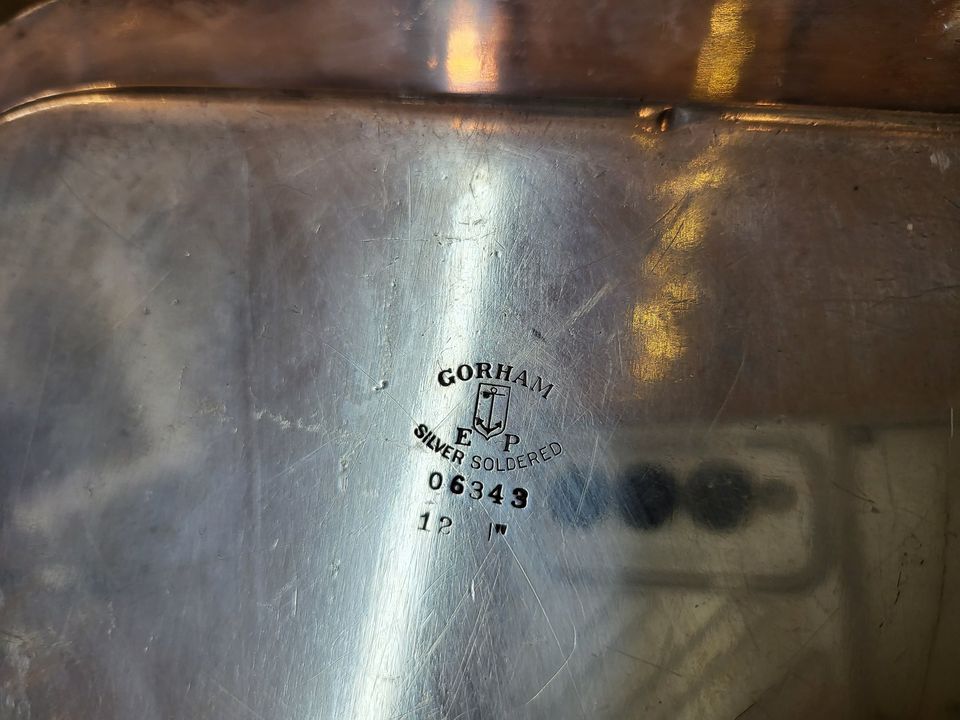 GORHAM
E P
SILVER SOLDERED
06343
12